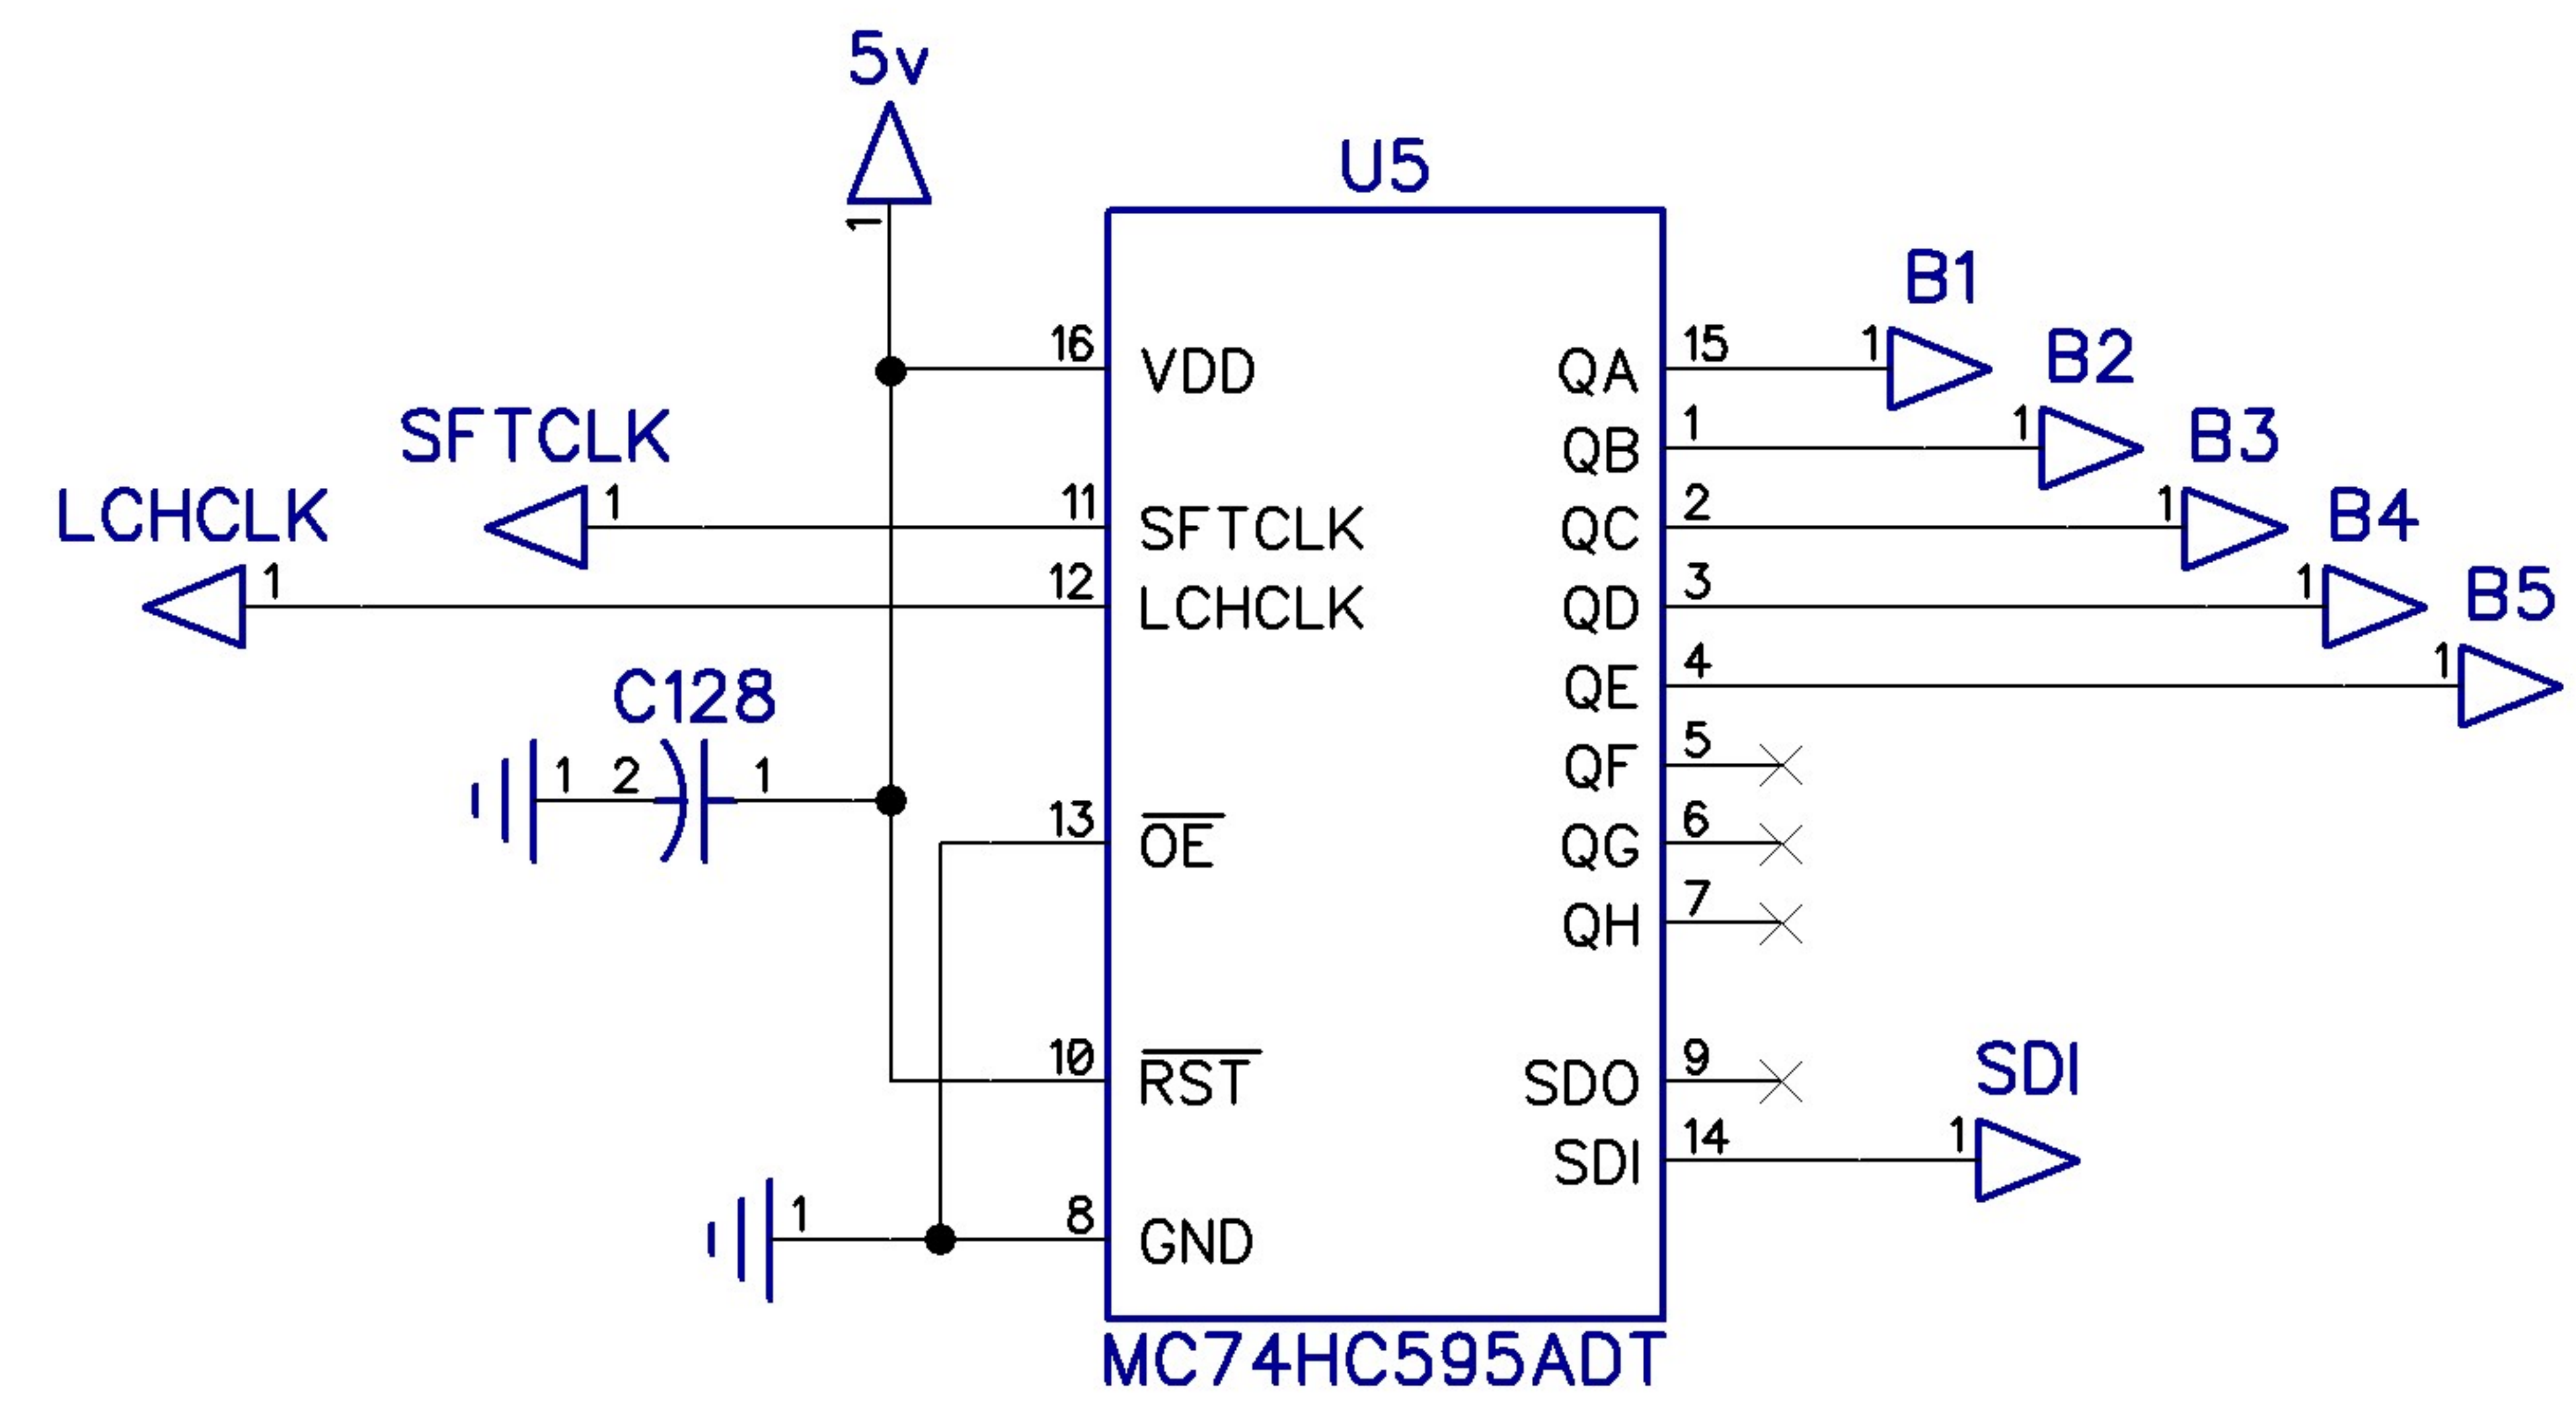 5v
1
U5
B1
16 VDD QA 15 1
B2
SFTCLK
QB 1 1
B3
LCHCLK
1 11 SFTCLK QC 2 1
B4
1 12 LCHCLK QD 3 1
B5
C128
QE 4 1
1 2 1
QF 5
13 OE QG 6
QH 7
10 RST SDO 9
SDI
SDI 14 1
1 8 GND
MC74HC595ADT